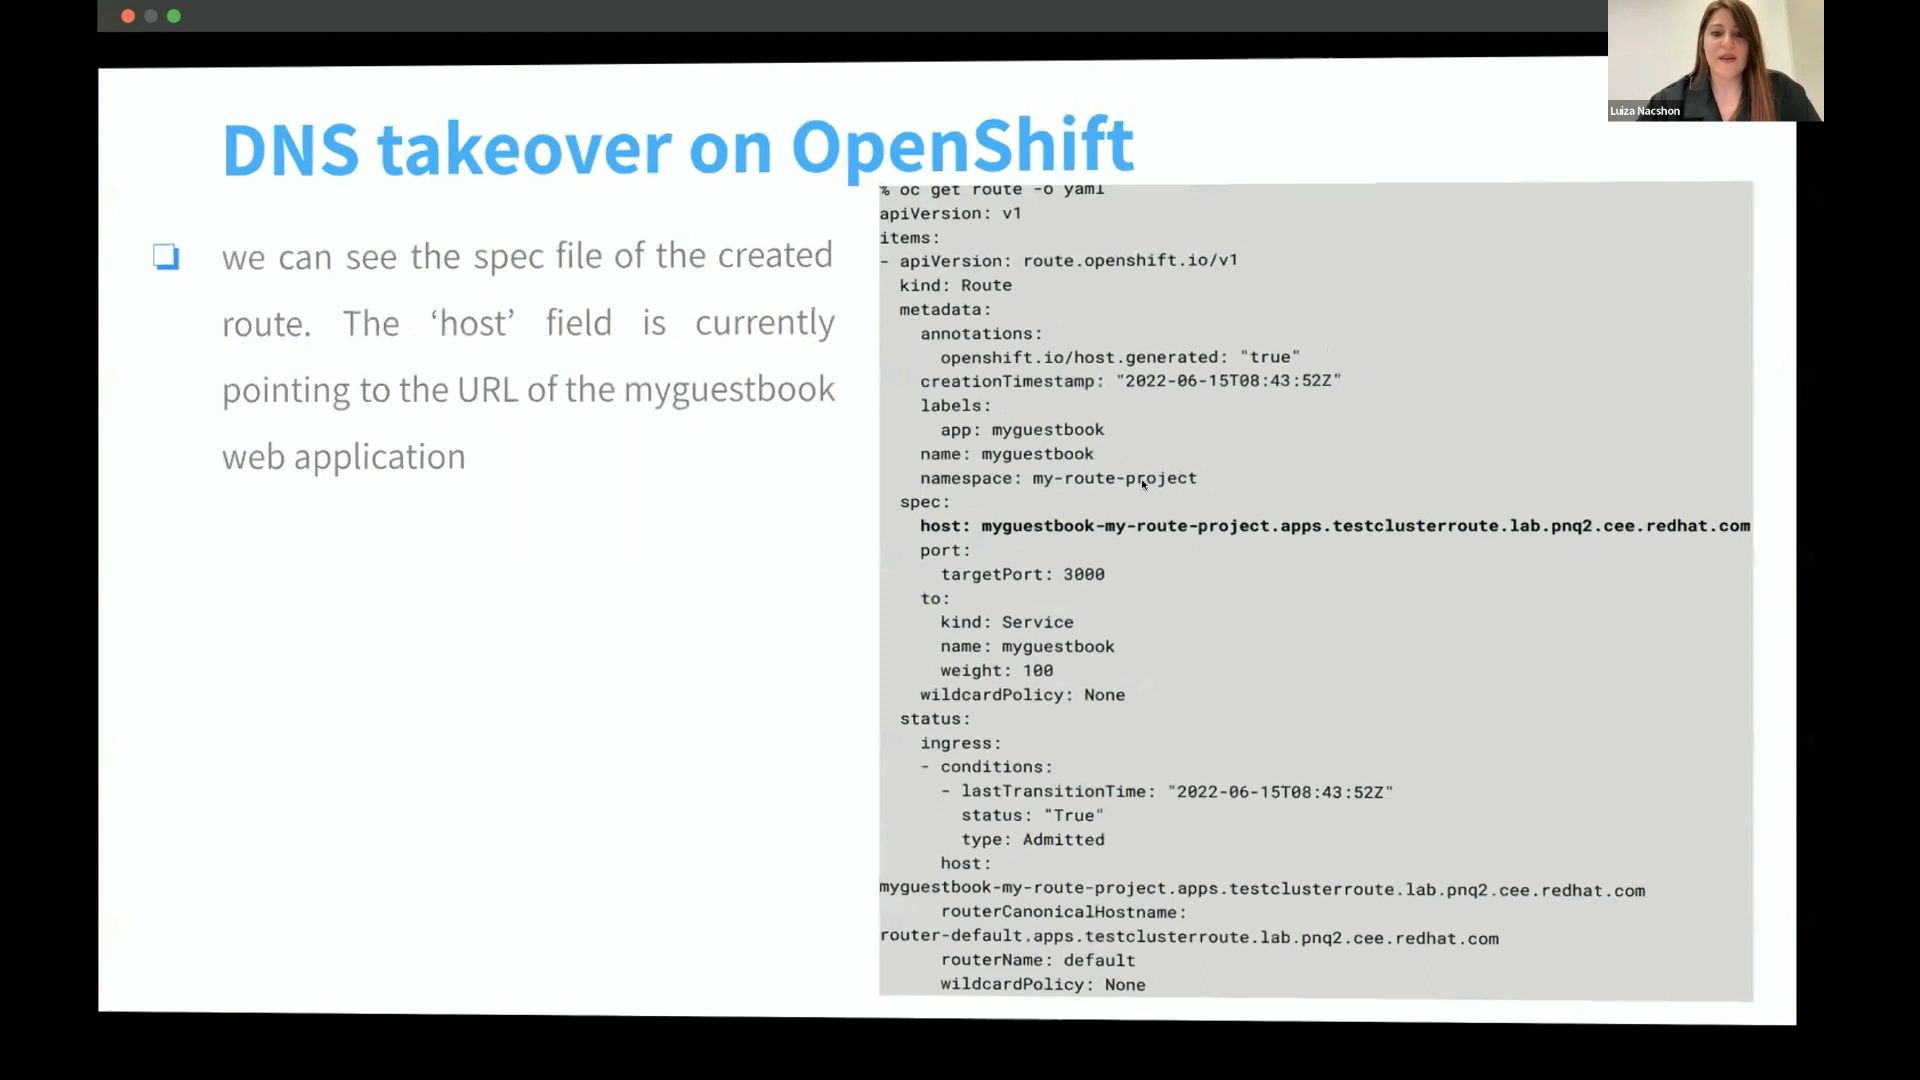 Luiza Nacshon
DNS takeover on OpenShift
we can see the spec file of the created
route. The ‘host’ field is currently
pointing to the URL of the myguestbook
web application
% oc get route -o yaml
apiVersion: v1
items:
- apiVersion: route.openshift.io/v1
kind: Route
metadata:
annotations:
openshift.io/host.generated: "true"
creationTimestamp: "2022-06-15T08:43:52Z"
labels:
app: myguestbook
name: myguestbook
namespace: my-route-project
spec:
host: myguestbook-my-route-project.apps.testclusterroute.lab.pnq2.cee.redhat.com
port:
targetPort: 3000
to:
kind: Service
name: myguestbook
weight: 100
wildcardPolicy: None
status:
ingress:
- conditions:
- lastTransitionTime: "2022-06-15T08:43:52Z"
status: "True"
type: Admitted
host:
myguestbook-my-route-project.apps.testclusterroute.lab.pnq2.cee.redhat.com
routerCanonicalHostname:
router-default.apps.testclusterroute.lab.pnq2.cee.redhat.com
routerName: default
wildcardPolicy: None